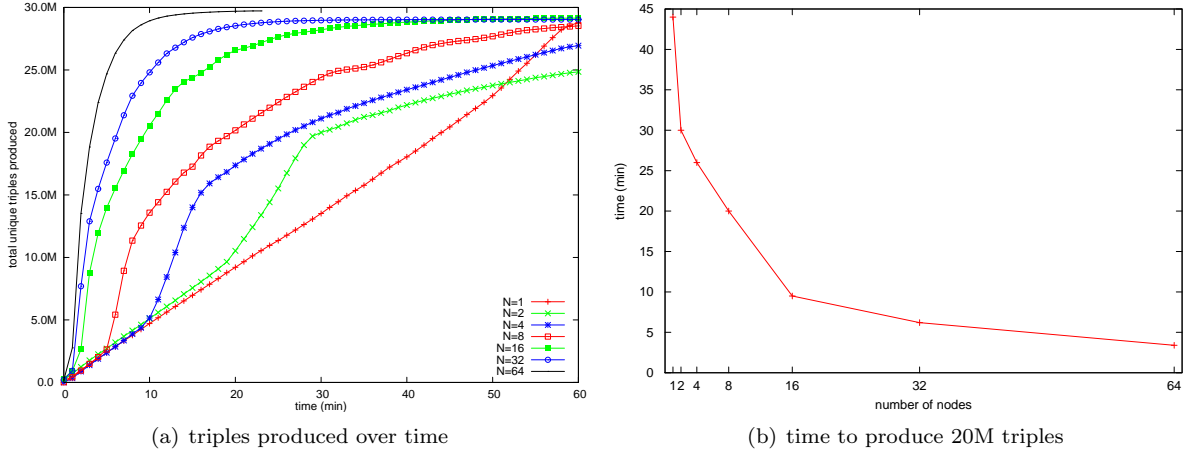 30.0M
25.0M
20.0M
15.0M
10.0M
5.0M
0.0
total unique triples produced
N=1
N=2
N=4
N=8
N=16
N=32
N=64
0 10 20 30 40 50 60
time (min)
(a) triples produced over time
45
40
35
30
25
20
15
10
5
0
time (min)
1 2 4 8 16 32 64
number of nodes
(b) time to produce 20M triples